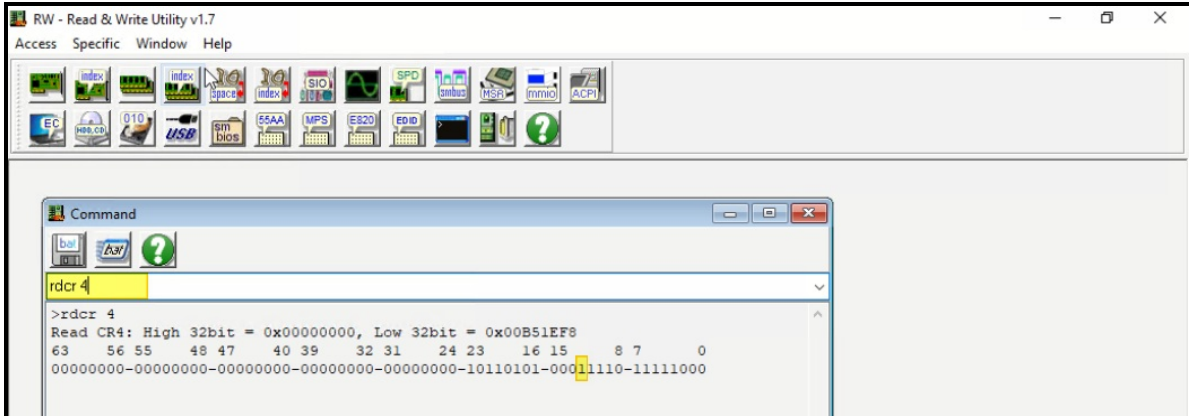 RW - Read & Write Utility v1.7
Access Specific Window Help
index index space index SIO SPD smbus MSR mmio ACPI
EC HDD,CD 010 USB sm bios 55AA MPS E820 EDID
Command
bat bat
rdcr 4
>rdcr 4
Read CR4: High 32bit = 0x00000000, Low 32bit = 0x00B51EF8
63 56 55 48 47 40 39 32 31 24 23 16 15 8 7 0
00000000-00000000-00000000-00000000-00000000-10110101-00011110-11111000